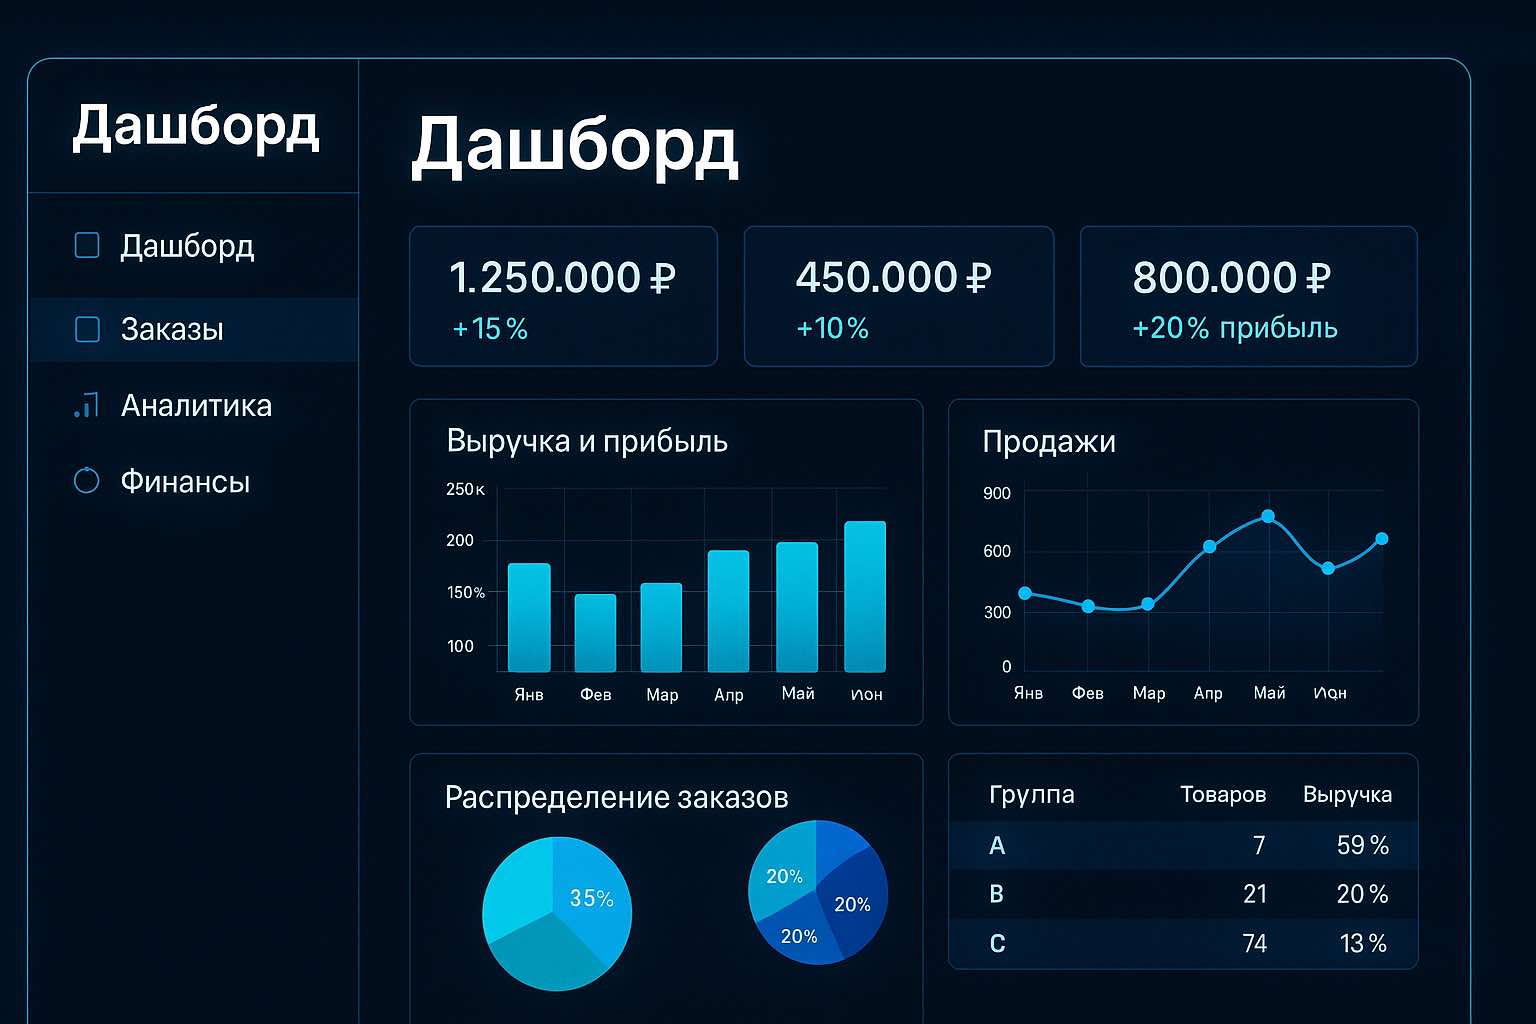 Дашборд
Дашборд
Заказы
Аналитика
Финансы
Дашборд
1.250.000 ₽
+15%
450.000 ₽
+10%
800.000 ₽
+20% прибыль
Выручка и прибыль
250к
200
150%
100
Янв Фев Мар Апр Май
Продажи
900
600
300
0
Янв Фев Мар Апр Май
Распределение заказов
35%
20%
20%
20%
Группа Товаров Выручка
A 7 59%
B 21 20%
C 74 13%